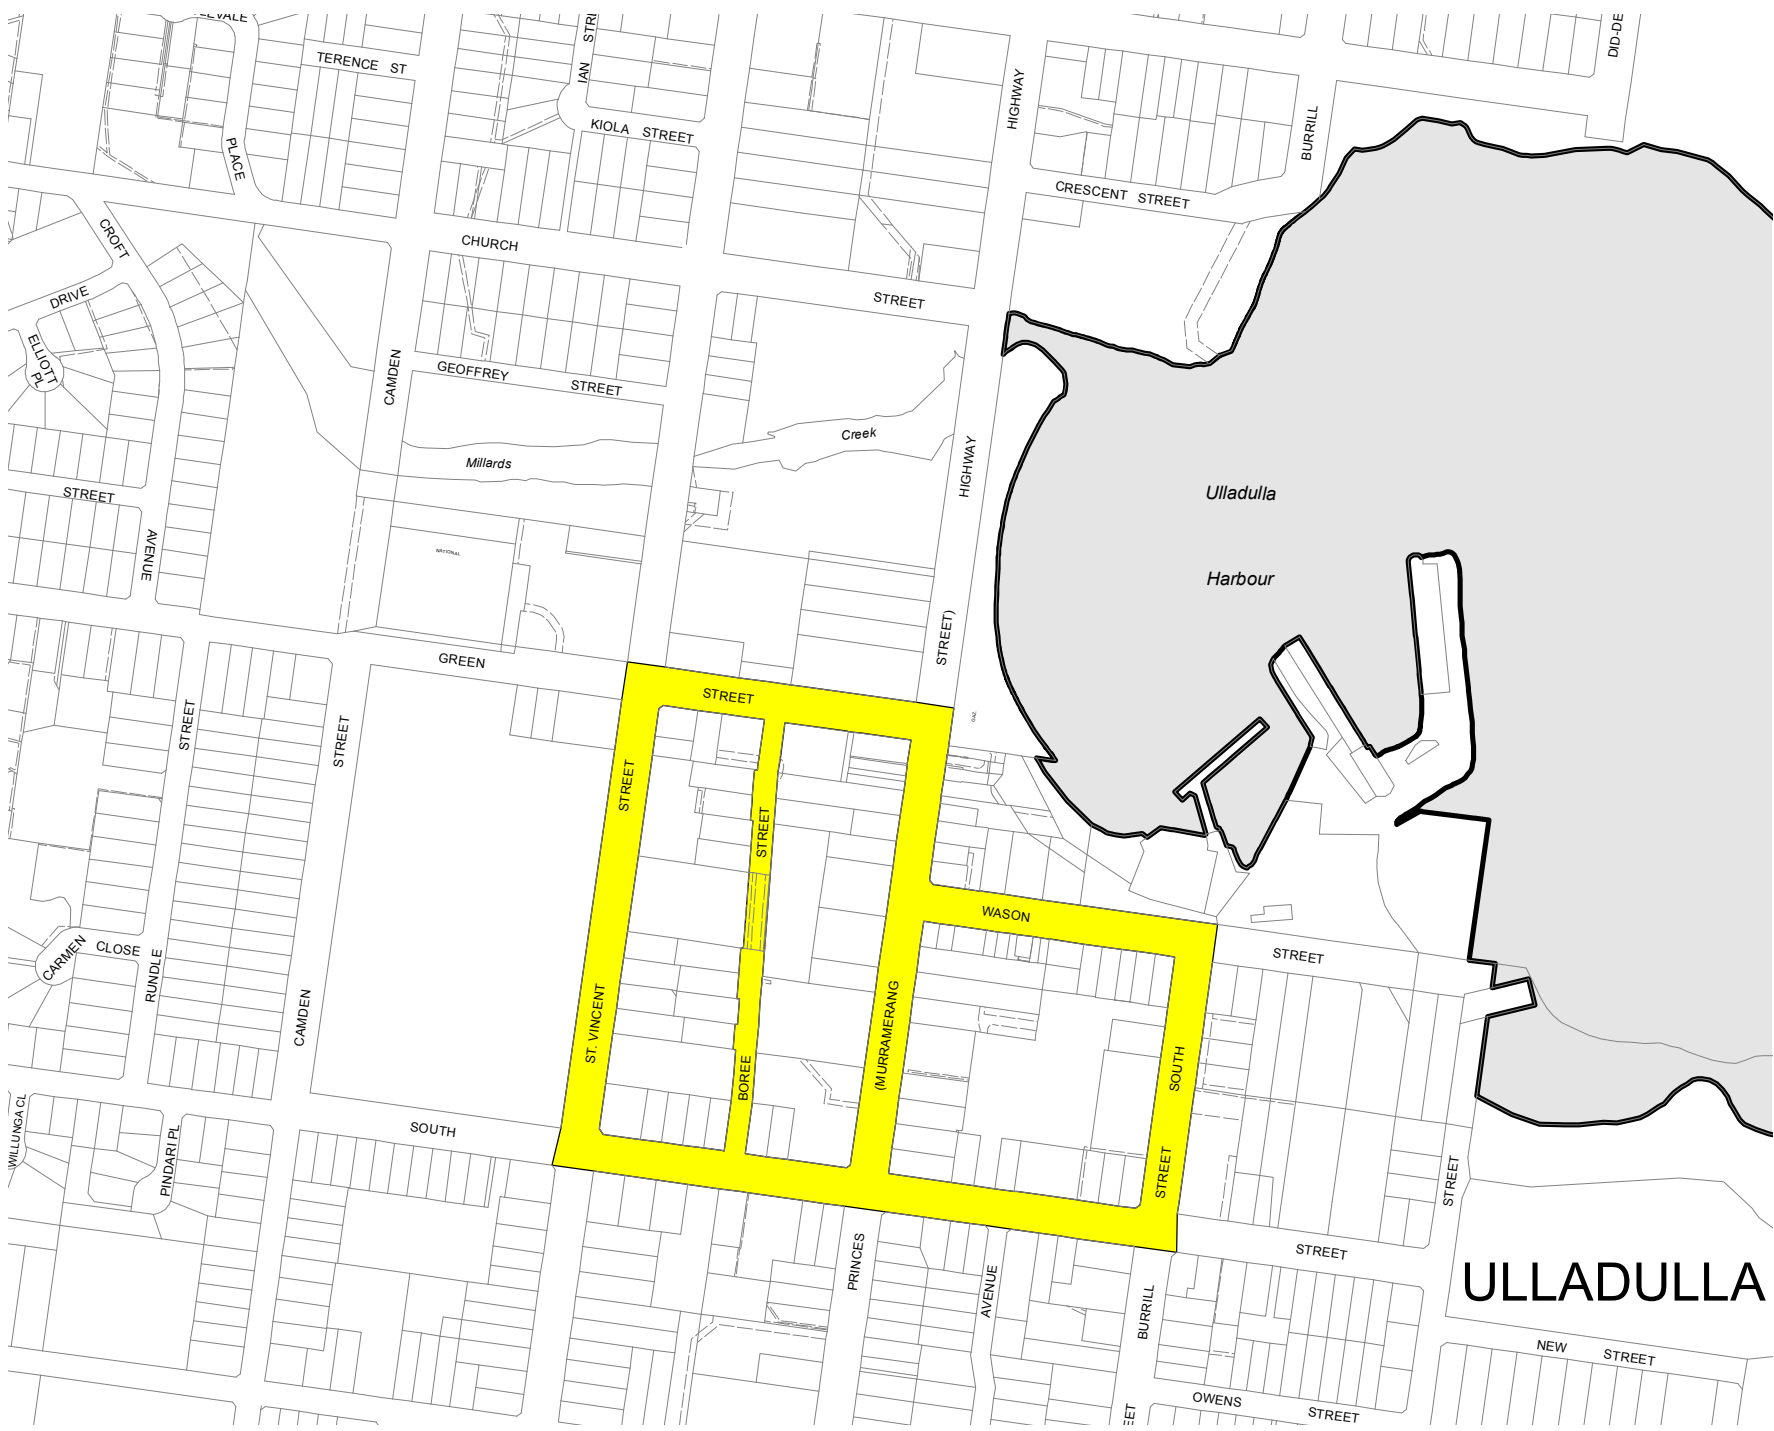 TERENCE ST
IAN
KIOLA STREET
PLACE
HIGHWAY
BURRILL
CRESCENT STREET
CROFT
CHURCH
STREET
DRIVE
ELLIOTT
PL
CAMDEN
GEOFFREY STREET
Creek
Millards
HIGHWAY
Ulladulla
Harbour
STREET
AVENUE
NATIONAL
STREET)
GREEN
STREET
STREET
STREET
STREET
STREET
GAZ.
WASON
STREET
CARMEN
CLOSE
RUNDLE
CAMDEN
ST. VINCENT
BOREE
(MURRAMERANG
SOUTH
SOUTH
STREET
STREET
WILLUNGA CL
PINDARI PL
PRINCES
AVENUE
BURRILL
STREET
ULLADULLA
NEW STREET
OWENS STREET